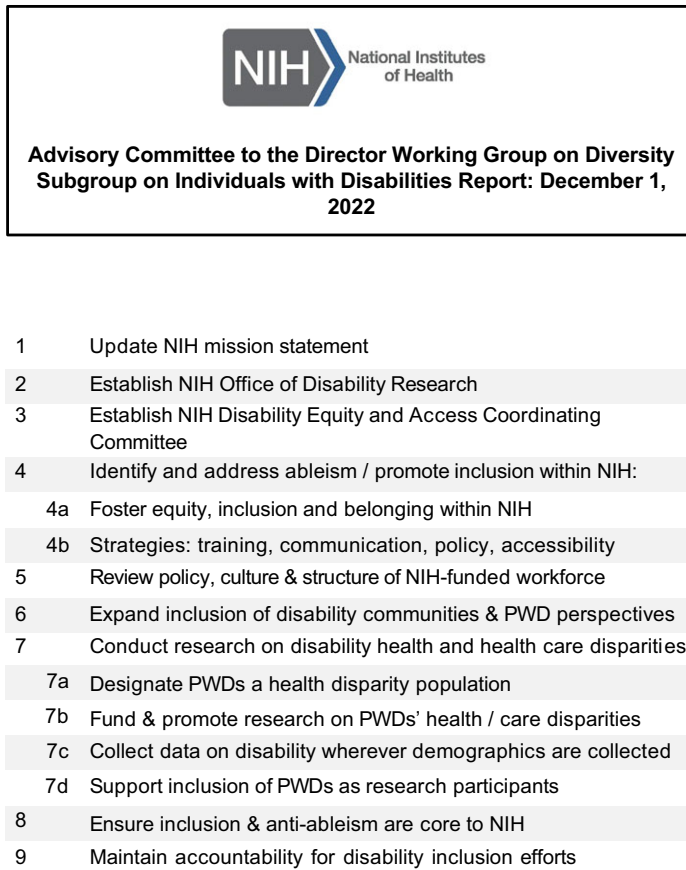 NIH National Institutes
of Health
Advisory Committee to the Director Working Group on Diversity
Subgroup on Individuals with Disabilities Report: December 1,
2022
1 Update NIH mission statement
2 Establish NIH Office of Disability Research
3 Establish NIH Disability Equity and Access Coordinating
Committee
4 Identify and address ableism / promote inclusion within NIH:
4a Foster equity, inclusion and belonging within NIH
4b Strategies: training, communication, policy, accessibility
5 Review policy, culture & structure of NIH-funded workforce
6 Expand inclusion of disability communities & PWD perspectives
7 Conduct research on disability health and health care disparities
7a Designate PWDs a health disparity population
7b Fund & promote research on PWDs’ health / care disparities
7c Collect data on disability wherever demographics are collected
7d Support inclusion of PWDs as research participants
8 Ensure inclusion & anti-ableism are core to NIH
9 Maintain accountability for disability inclusion efforts